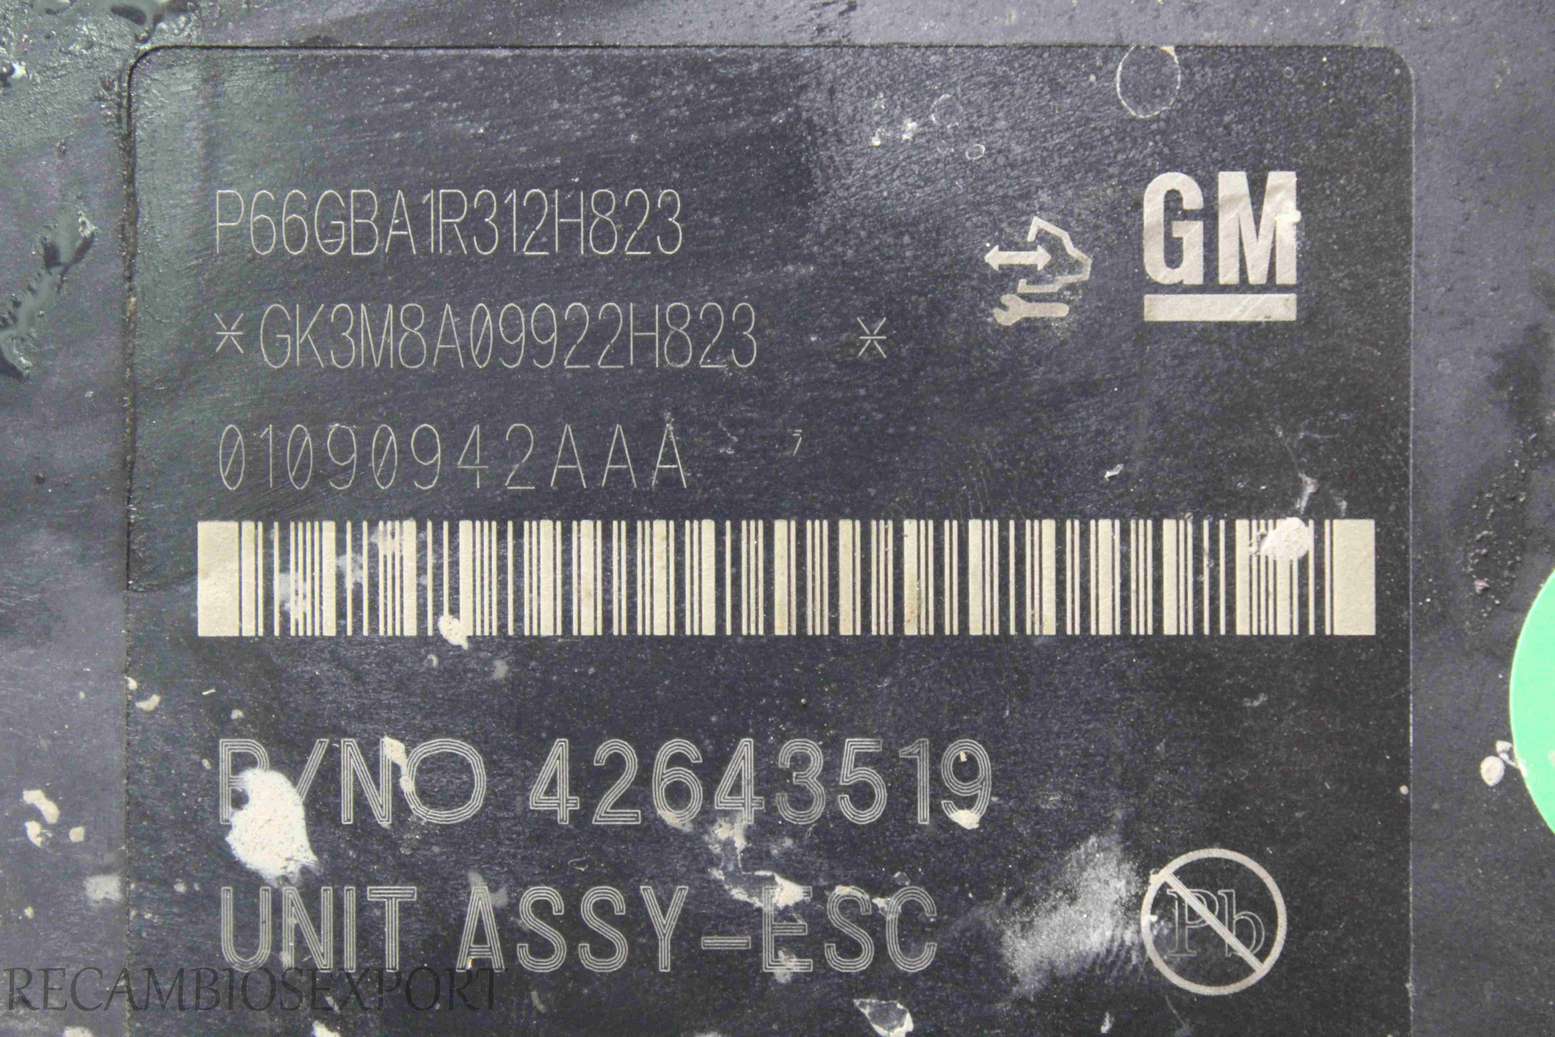 P66GBA1R312H823
*GK3M8A09922H823 *
GM
01090942AAA
P/NO 42643519
UNIT ASSY-ESC
Pb
RECAMBIOSEXPORT